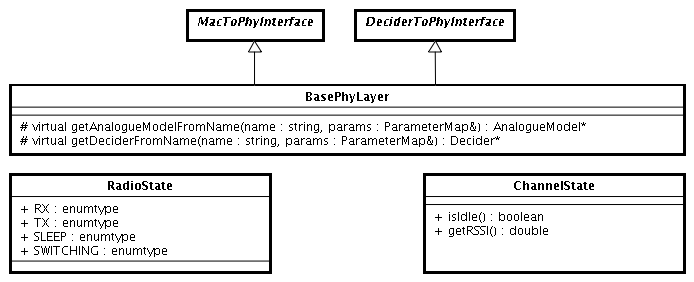 MacToPhyInterface
DeciderToPhyInterface
BasePhyLayer
# virtual getAnalogueModelFromName(name : string, params : ParameterMap&) : AnalogueModel*
# virtual getDeciderFromName(name : string, params : ParameterMap&) : Decider*
RadioState
+ RX : enumtype
+ TX : enumtype
+ SLEEP : enumtype
+ SWITCHING : enumtype
ChannelState
+ isIdle() : boolean
+ getRSSI() : double